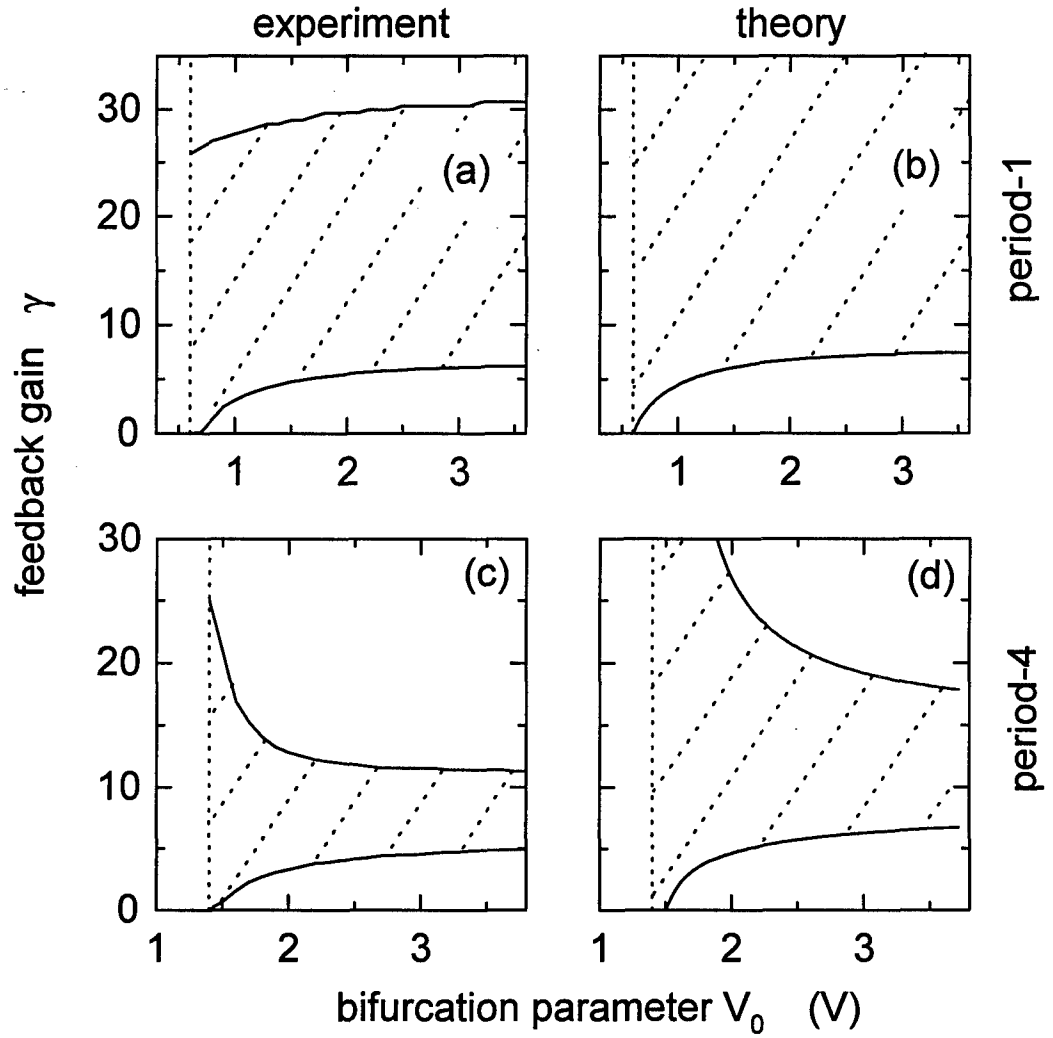 experiment theory
30
(a) (b)
20
10
0
1 2 3 1 2 3
period-1
feedback gain γ
30
(c) (d)
20
10
0
1 2 3 1 2 3
period-4
bifurcation parameter V₀ (V)